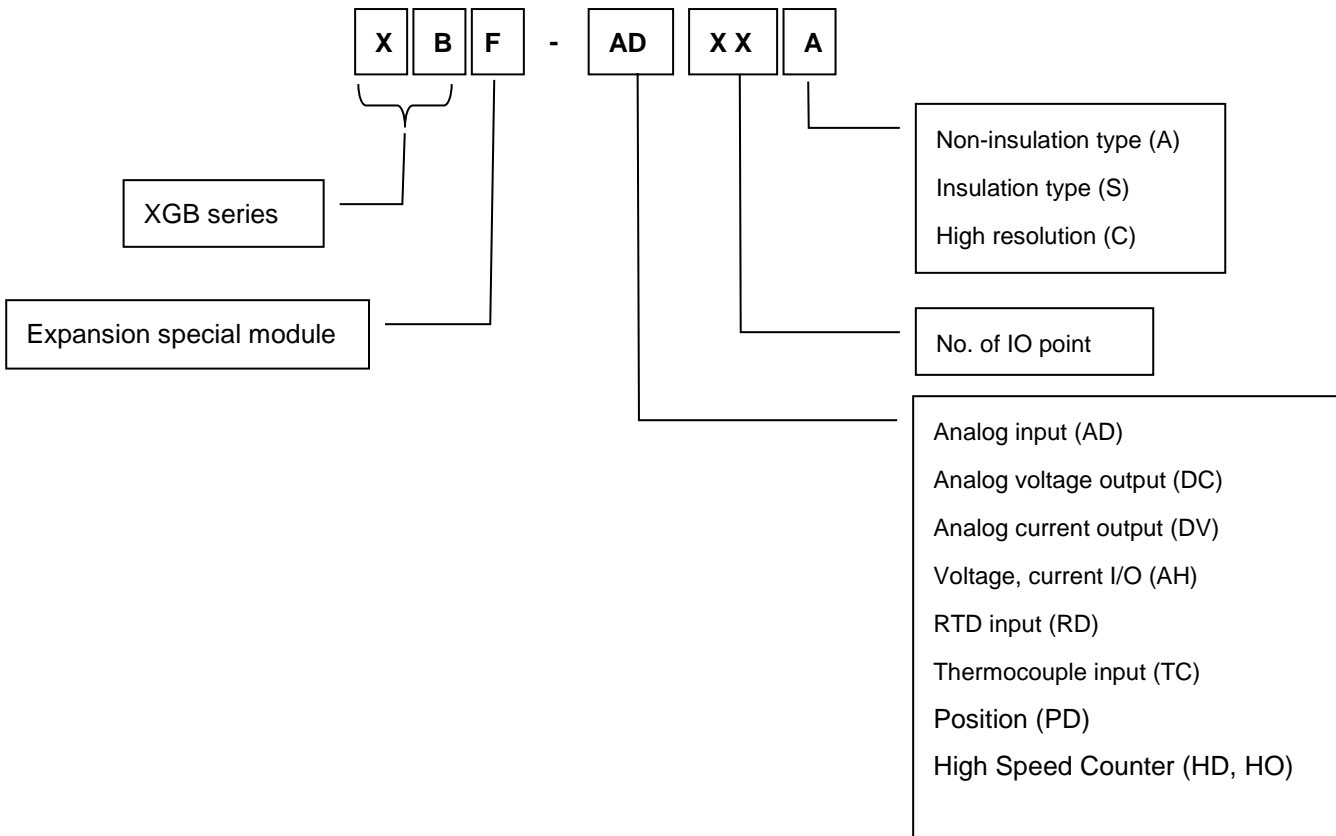 X B F - AD X X A
Non-insulation type (A)
Insulation type (S)
High resolution (C)
XGB series
Expansion special module
No. of IO point
Analog input (AD)
Analog voltage output (DC)
Analog current output (DV)
Voltage, current I/O (AH)
RTD input (RD)
Thermocouple input (TC)
Position (PD)
High Speed Counter (HD, HO)